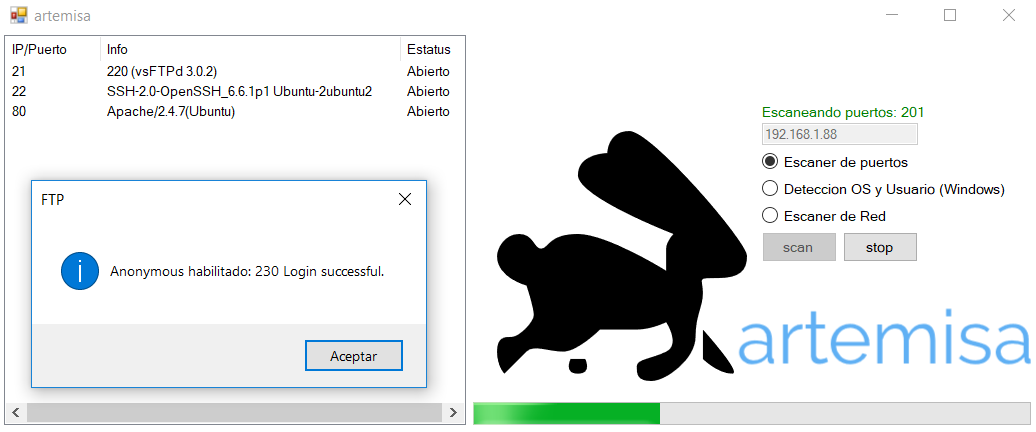 artemisa
IP/Puerto Info Estatus
21 220 (vsFTPd 3.0.2) Abierto
22 SSH-2.0-OpenSSH_6.6.1p1 Ubuntu-2ubuntu2 Abierto
80 Apache/2.4.7(Ubuntu) Abierto
FTP
Anonymous habilitado: 230 Login successful.
Aceptar
Escaneando puertos: 201
192.168.1.88
Escaner de puertos
Deteccion OS y Usuario (Windows)
Escaner de Red
scan stop
artemisa